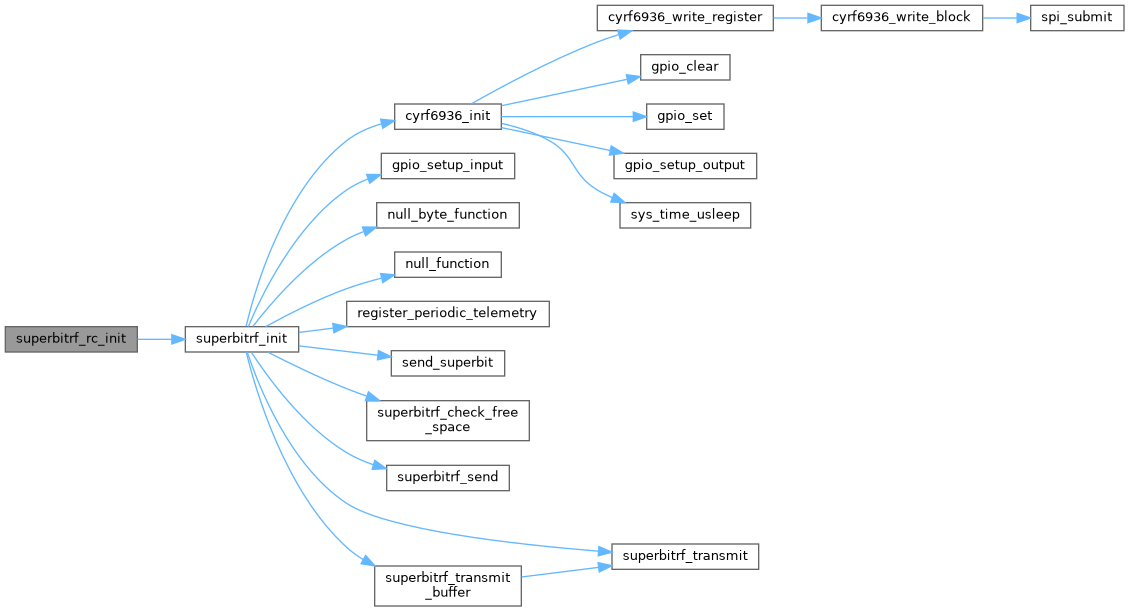 cyrf6936_write_register
cyrf6936_write_block
spi_submit
gpio_clear
cyrf6936_init
gpio_set
gpio_setup_input
gpio_setup_output
null_byte_function
sys_time_usleep
null_function
register_periodic_telemetry
superbitrf_rc_init
superbitrf_init
send_superbit
superbitrf_check_free
_space
superbitrf_send
superbitrf_transmit
superbitrf_transmit
_buffer